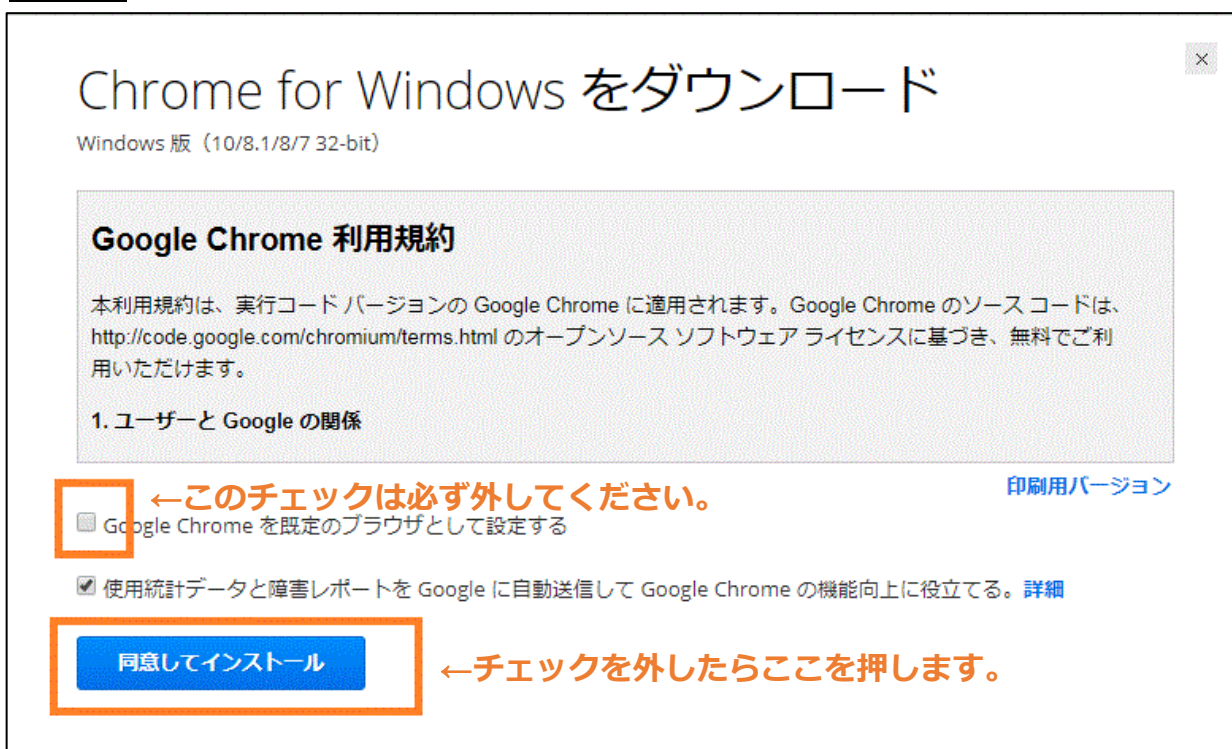 Chrome for Windows をダウンロード
Windows 版（10/8.1/8/7 32-bit）
Google Chrome 利用規約
本利用規約は、実行コード バージョンの Google Chrome に適用されます。Google Chrome のソース コードは、
http://code.google.com/chromium/terms.html のオープンソース ソフトウェア ライセンスに基づき、無料でご利
用いただけます。
1. ユーザーと Google の関係
印刷用バージョン
←このチェックは必ず外してください。
Google Chrome を既定のブラウザとして設定する
使用統計データと障害レポートを Google に自動送信して Google Chrome の機能向上に役立てる。詳細
同意してインストール
←チェックを外したらここを押します。